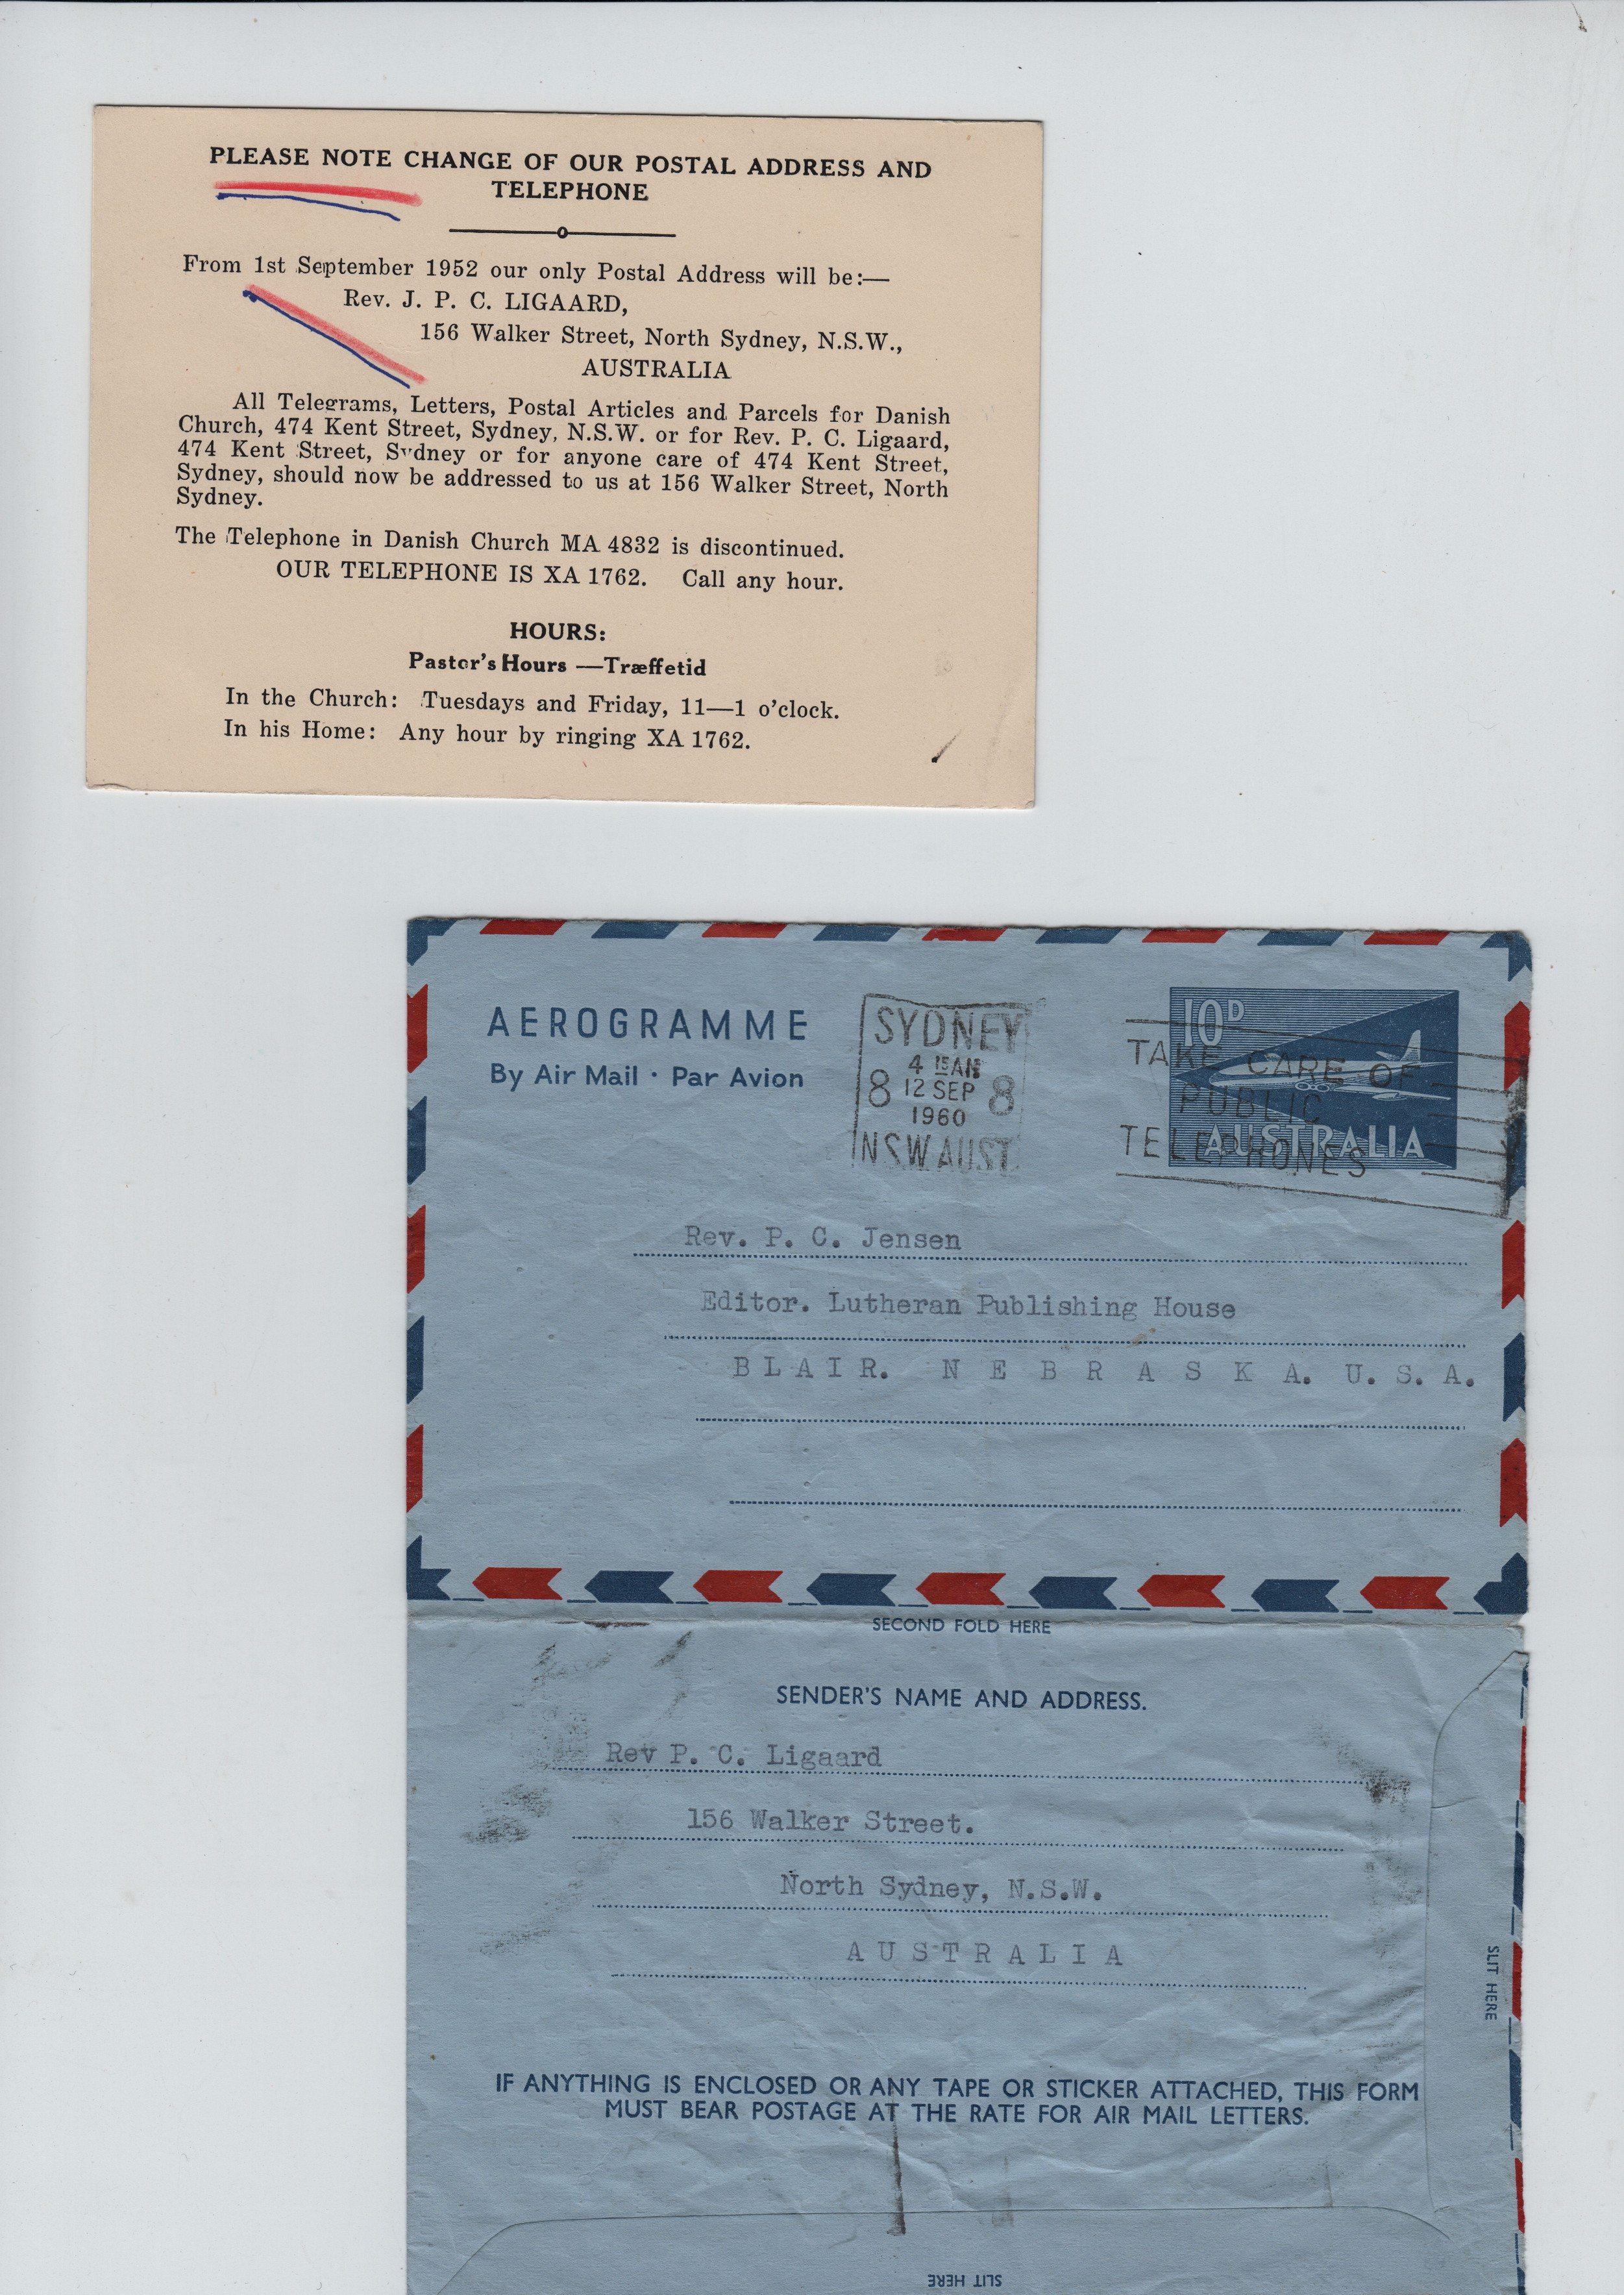 PLEASE NOTE CHANGE OF OUR POSTAL ADDRESS AND
TELEPHONE
From 1st September 1952 our only Postal Address will be:—
Rev. J. P. C. LIGAARD,
156 Walker Street, North Sydney, N.S.W.,
AUSTRALIA
All Telegrams, Letters, Postal Articles and Parcels for Danish
Church, 474 Kent Street, Sydney, N.S.W. or for Rev. P. C. Ligaard,
474 Kent Street, Sydney or for anyone care of 474 Kent Street,
Sydney, should now be addressed to us at 156 Walker Street, North
Sydney.
The Telephone in Danish Church MA 4832 is discontinued.
OUR TELEPHONE IS XA 1762. Call any hour.
HOURS:
Pastor's Hours —Træffetid
In the Church: Tuesdays and Friday, 11—1 o'clock.
In his Home: Any hour by ringing XA 1762.
AEROGRAMME
By Air Mail · Par Avion
SYDNEY
4 15 AM
8 12 SEP 8
1960
NSW AUST.
10D
AUSTRALIA
TAKE CARE OF
PUBLIC
TELEPHONES
Rev. P. C. Jensen
Editor. Lutheran Publishing House
BLAIR. NEBRASKA. U.S.A.
SECOND FOLD HERE
SENDER'S NAME AND ADDRESS.
Rev P. C. Ligaard
156 Walker Street.
North Sydney, N.S.W.
AUSTRALIA
SLIT HERE
IF ANYTHING IS ENCLOSED OR ANY TAPE OR STICKER ATTACHED, THIS FORM
MUST BEAR POSTAGE AT THE RATE FOR AIR MAIL LETTERS.
SLIT HERE